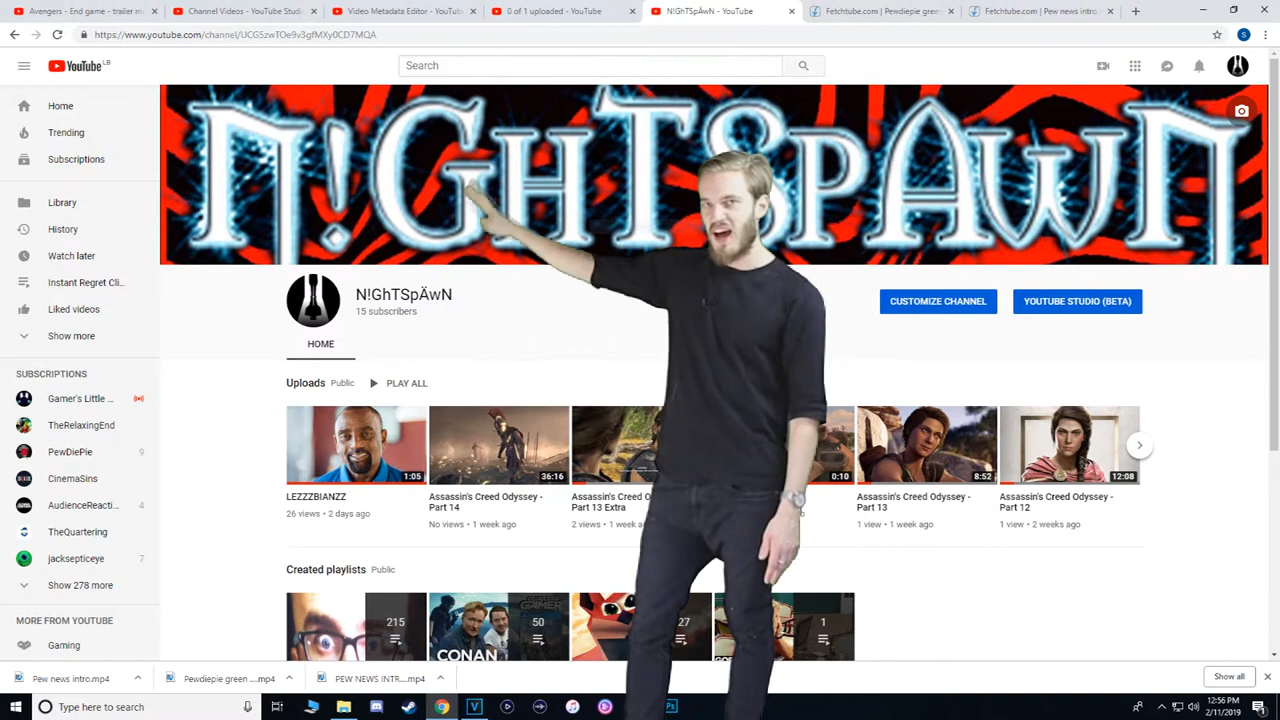 Avengers - End game - trailer m
Channel Videos - YouTube Studi
Video Metadata Editor - YouTub
0 of 1 uploaded - YouTube
N!GhTSpÄwN - YouTube
Fetchtube.com | Pewdiepie green
Fetchtube.com | Pew news intro.m
https://www.youtube.com/channel/UCG5zwTOe9v3gfMXy0CD7MQA
S
YouTube LB
Search
Home
Trending
Subscriptions
Library
History
Watch later
Instant Regret Cli...
Liked videos
Show more
SUBSCRIPTIONS
Gamer's Little ...
TheRelaxingEnd
PewDiePie 9
CinemaSins
AudienceReacti... 4
TheQuartering
jacksepticeye 7
Show 278 more
MORE FROM YOUTUBE
Gaming
N!GHTSPAWN
N!GhTSpÄwN
15 subscribers
CUSTOMIZE CHANNEL
YOUTUBE STUDIO (BETA)
HOME
Uploads Public PLAY ALL
1:05
36:16
0:10
8:52
12:08
LEZZZBIANZZ
26 views • 2 days ago
Assassin's Creed Odyssey -
Part 14
No views • 1 week ago
Assassin's Creed O
Part 13 Extra
2 views • 1 week
Assassin's Creed Odyssey -
Part 13
1 view • 1 week ago
Assassin's Creed Odyssey -
Part 12
1 view • 2 weeks ago
Created playlists Public
215
50
27
1
CONAN
Pew news intro.mp4
Pewdiepie green ....mp4
PEW NEWS INTR....mp4
Show all
Type here to search
Ps
12:56 PM
2/11/2019